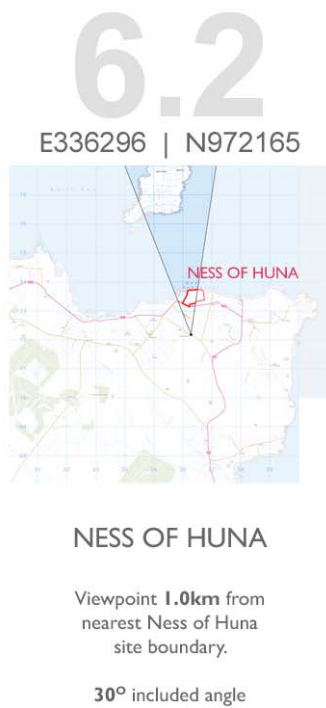 6.2
E336296 | N972165
NESS OF HUNA
NESS OF HUNA
Viewpoint 1.0km from
nearest Ness of Huna
site boundary.
30º included angle